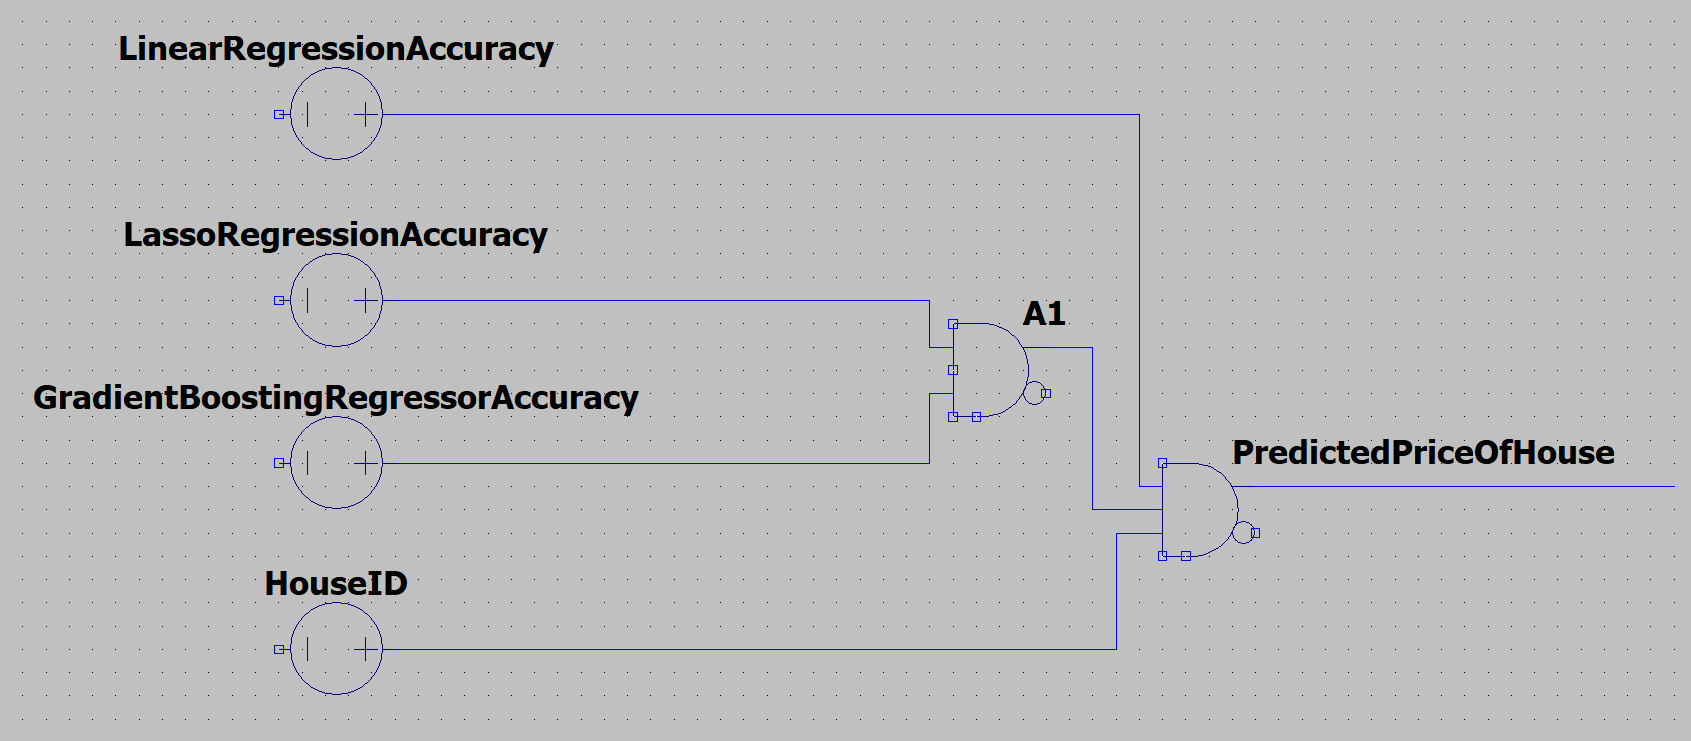 LinearRegressionAccuracy
LassoRegressionAccuracy
A1
GradientBoostingRegressorAccuracy
PredictedPriceOfHouse
HouseID